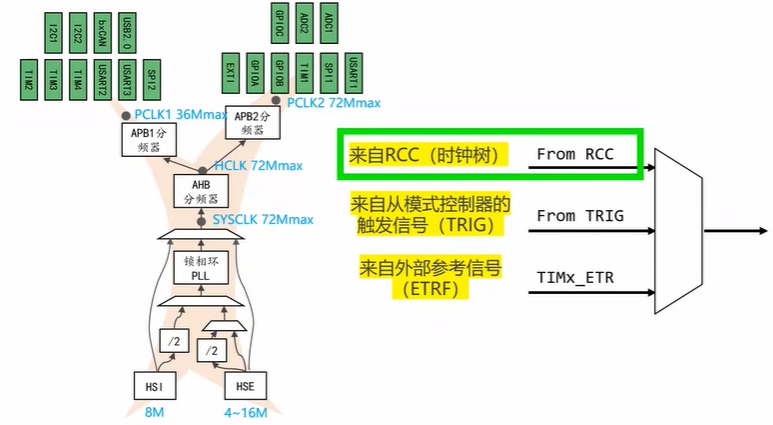 I2C1
I2C2
bxCAN
USB2.0
TIM2
TIM3
TIM4
USART2
USART3
SPI2
GPIOC
ADC2
ADC1
EXTI
GPIOA
GPIOB
TIM1
SPI1
USART1
PCLK1 36Mmax
PCLK2 72Mmax
APB1分
频器
APB2分
频器
HCLK 72Mmax
AHB
分频器
SYSCLK 72Mmax
锁相环
PLL
/2
/2
HSI
HSE
8M
4~16M
来自RCC（时钟树）
From RCC
来自从模式控制器的
触发信号（TRIG）
From TRIG
来自外部参考信号
（ETRF）
TIMx_ETR